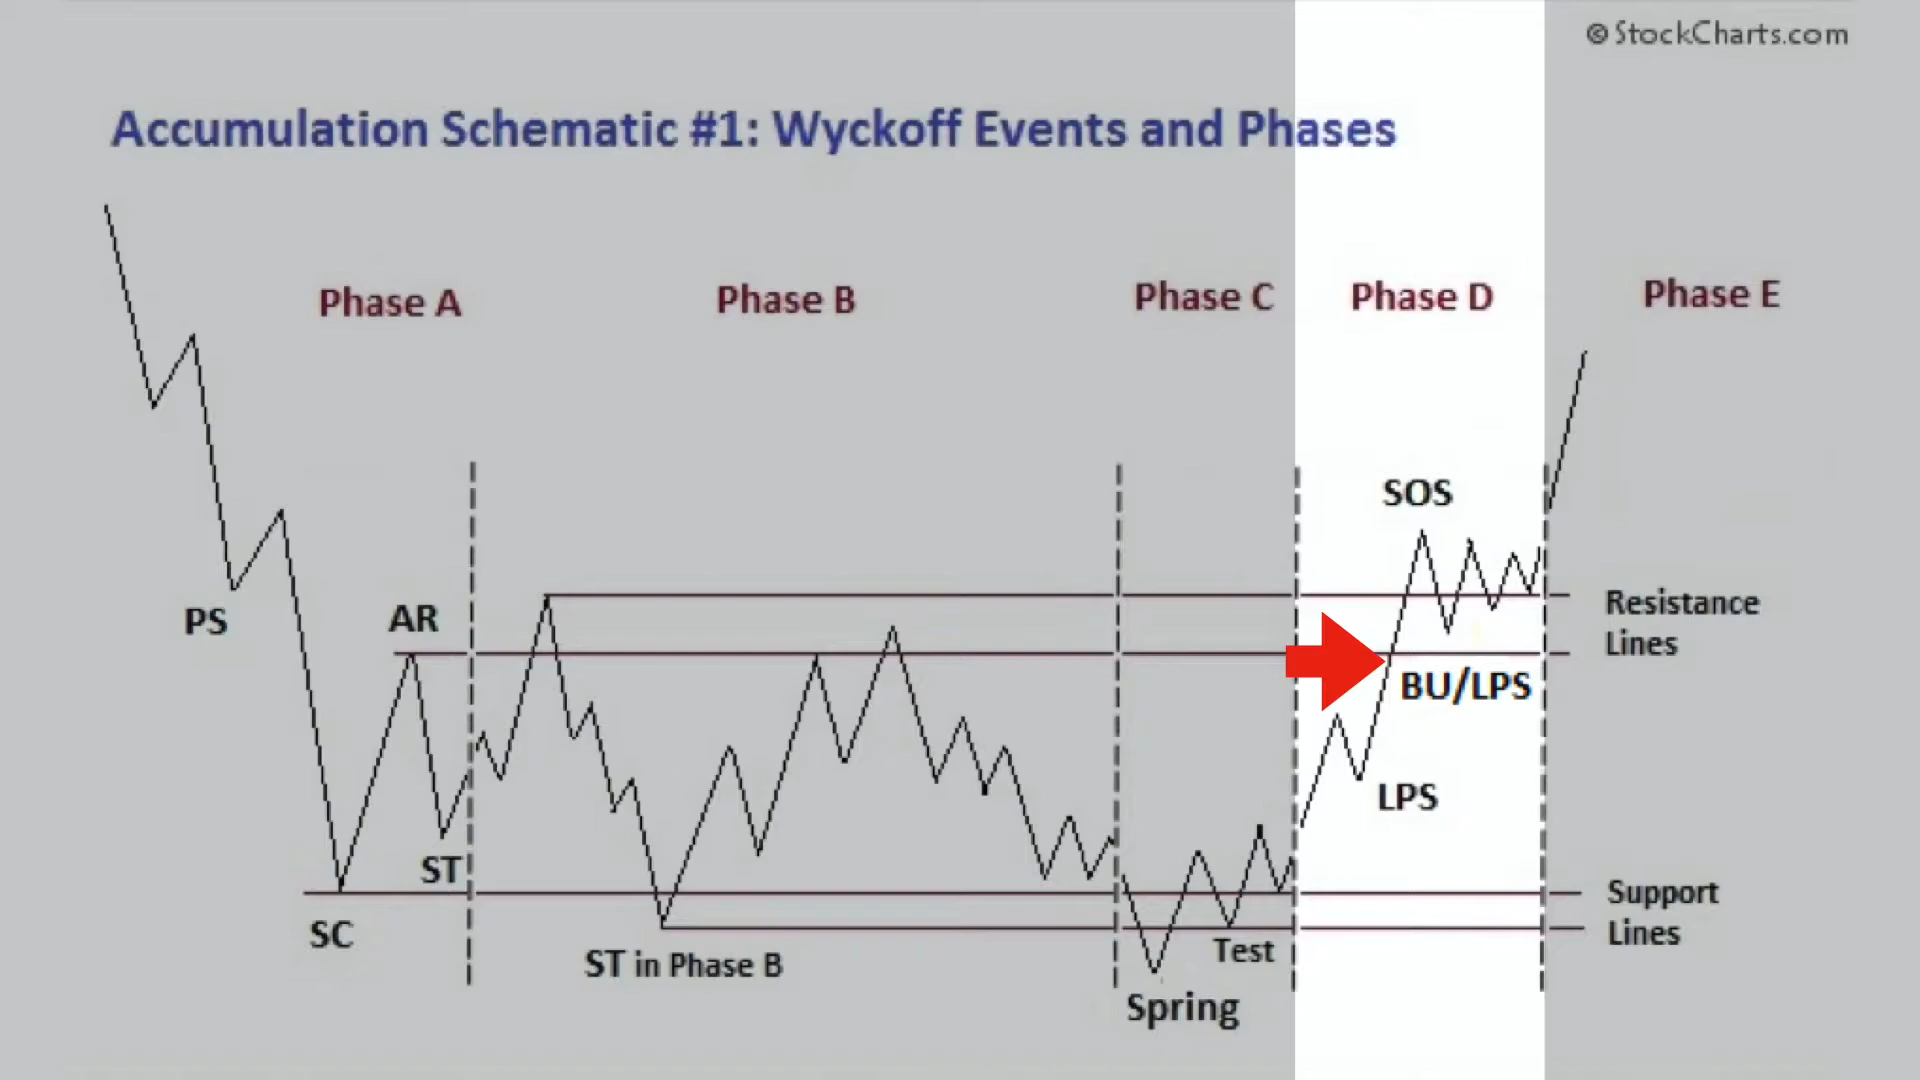 © StockCharts.com
Accumulation Schematic #1: Wyckoff Events and Phases
Phase A
Phase B
Phase C
Phase D
Phase E
SOS
PS
AR
Resistance
Lines
BU/LPS
LPS
ST
SC
Support
Lines
ST in Phase B
Test
Spring